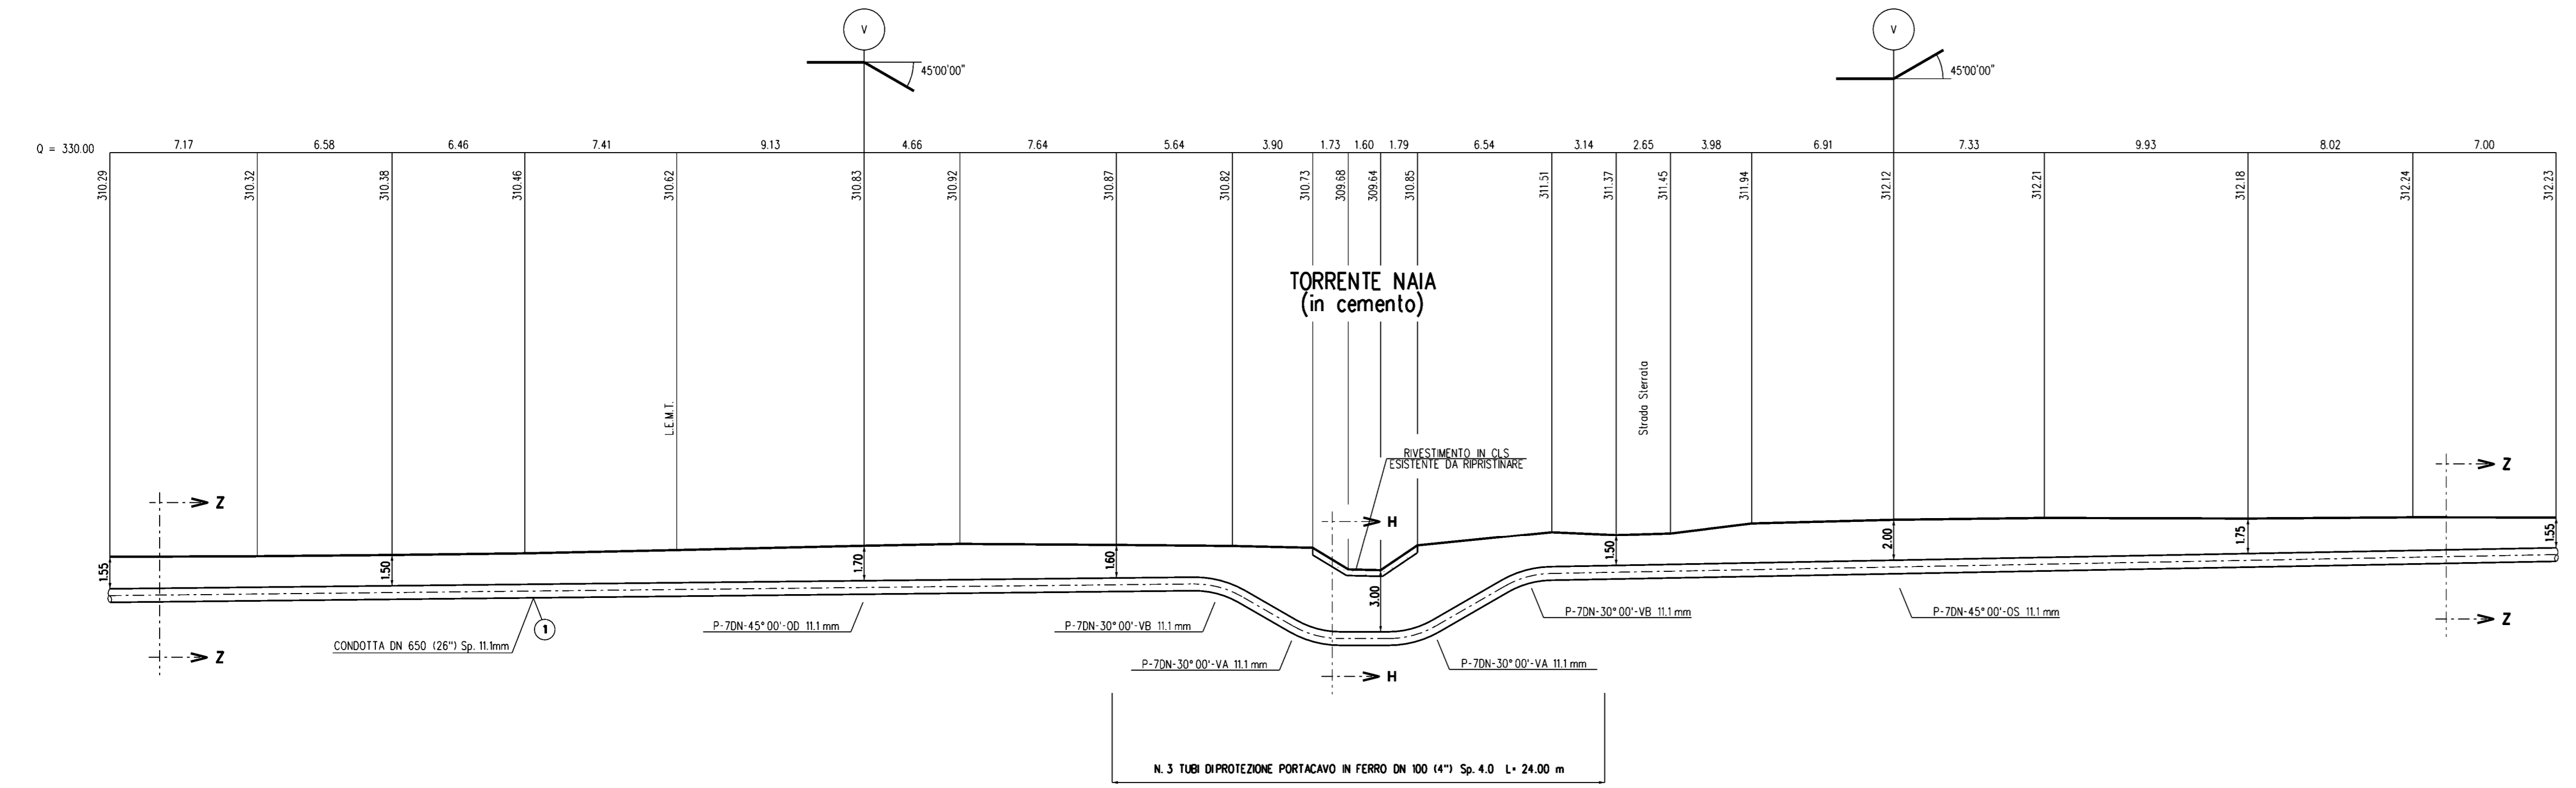 V
45°00'00"
V
45°00'00"
Q = 330.00
7.17 6.58 6.46 7.41 9.13 4.66 7.64 5.64 3.90 1.73 1.60 1.79 6.54 3.14 2.65 3.98 6.91 7.33 9.93 8.02 7.00
310.29 310.32 310.38 310.46 310.62 310.83 310.92 310.87 310.82 310.73 309.68 309.64 310.85 311.51 311.37 311.45 311.94 312.12 312.21 312.18 312.24 312.23
TORRENTE NAIA
(in cemento)
L.E.M.T.
Strada Sterrata
RIVESTIMENTO IN CLS
ESISTENTE DA RIPRISTINARE
Z
Z
H
1.55 1.50 1.70 1.60 3.00 1.50 2.00 1.75 1.55
P-7DN-45°00'-OD 11.1 mm
P-7DN-30°00'-VB 11.1 mm
P-7DN-30°00'-VB 11.1 mm
P-7DN-45°00'-OS 11.1 mm
1
CONDOTTA DN 650 (26") Sp. 11.1mm
Z
Z
P-7DN-30°00'-VA 11.1 mm
P-7DN-30°00'-VA 11.1 mm
H
N. 3 TUBI DI PROTEZIONE PORTACAVO IN FERRO DN 100 (4") Sp. 4.0 L= 24.00 m